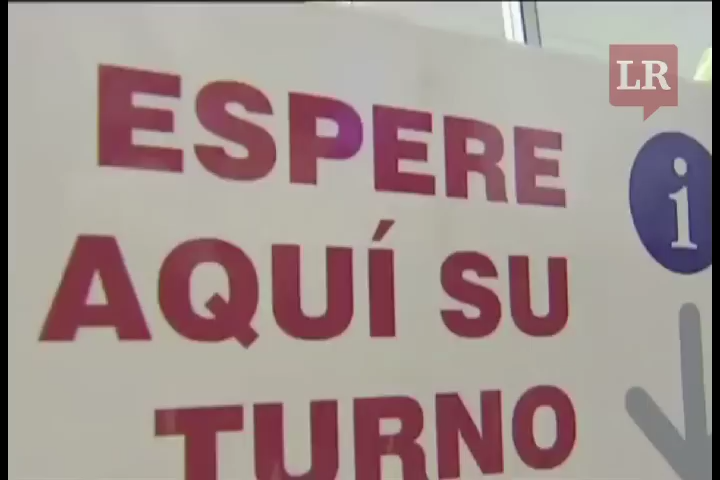 LR
ESPERE
i
AQUÍ SU
TURNO